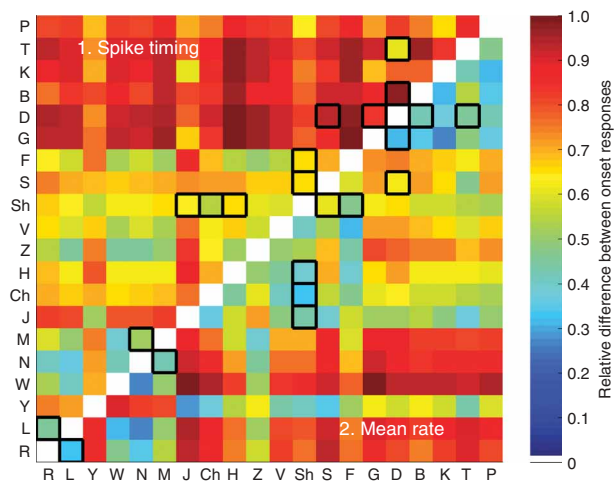 P
T
K
B
D
G
F
S
Sh
V
Z
H
Ch
J
M
N
W
Y
L
R
1. Spike timing
2. Mean rate
R L Y W N M J Ch H Z V Sh S F G D B K T P
1.0
0.9
0.8
0.7
0.6
0.5
0.4
0.3
0.2
0.1
0
Relative difference between onset responses